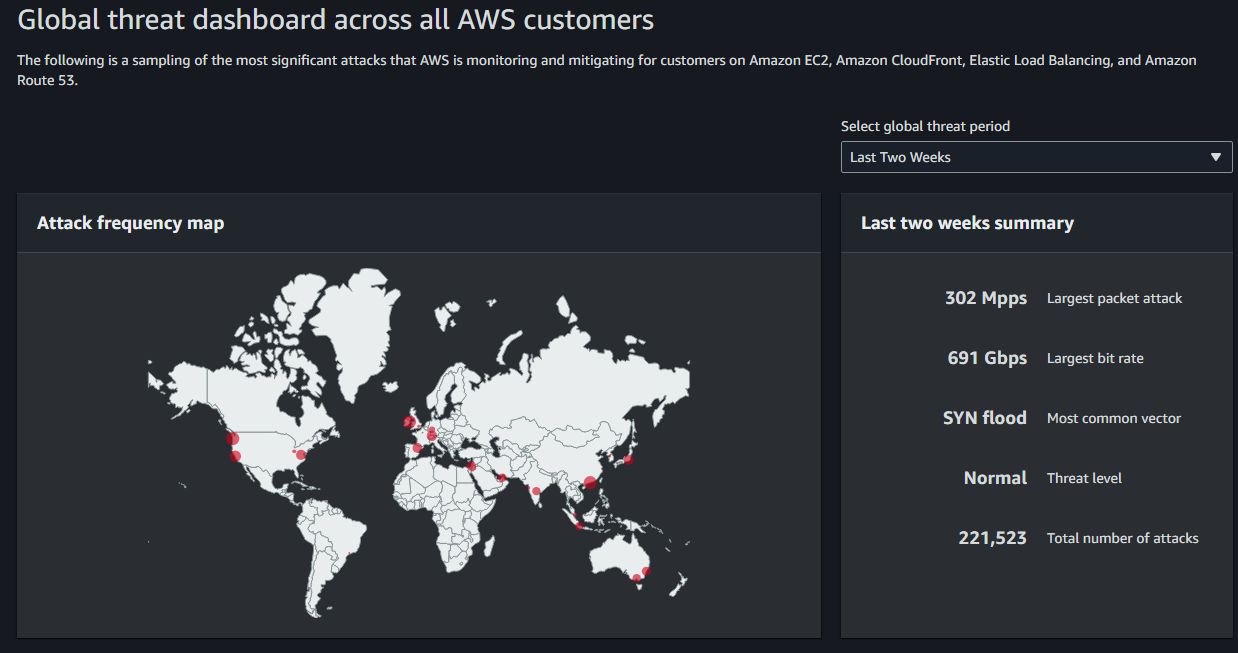 Global threat dashboard across all AWS customers
The following is a sampling of the most significant attacks that AWS is monitoring and mitigating for customers on Amazon EC2, Amazon CloudFront, Elastic Load Balancing, and Amazon
Route 53.
Select global threat period
Last Two Weeks
Attack frequency map
Last two weeks summary
302 Mpps Largest packet attack
691 Gbps Largest bit rate
SYN flood Most common vector
Normal Threat level
221,523 Total number of attacks